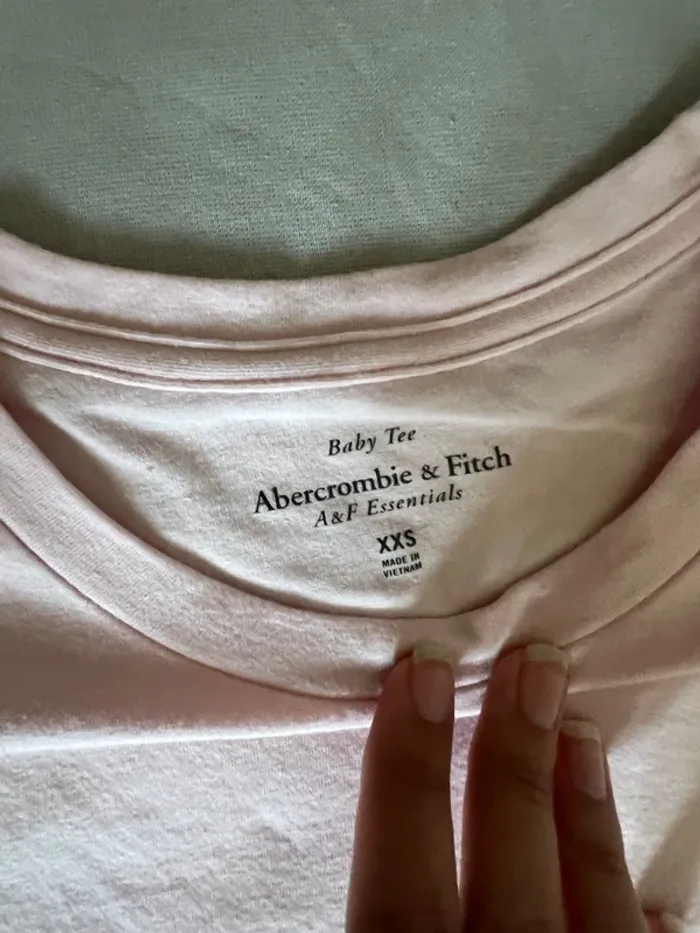 Baby Tee
Abercrombie & Fitch
A&F Essentials
XXS
MADE IN
VIETNAM